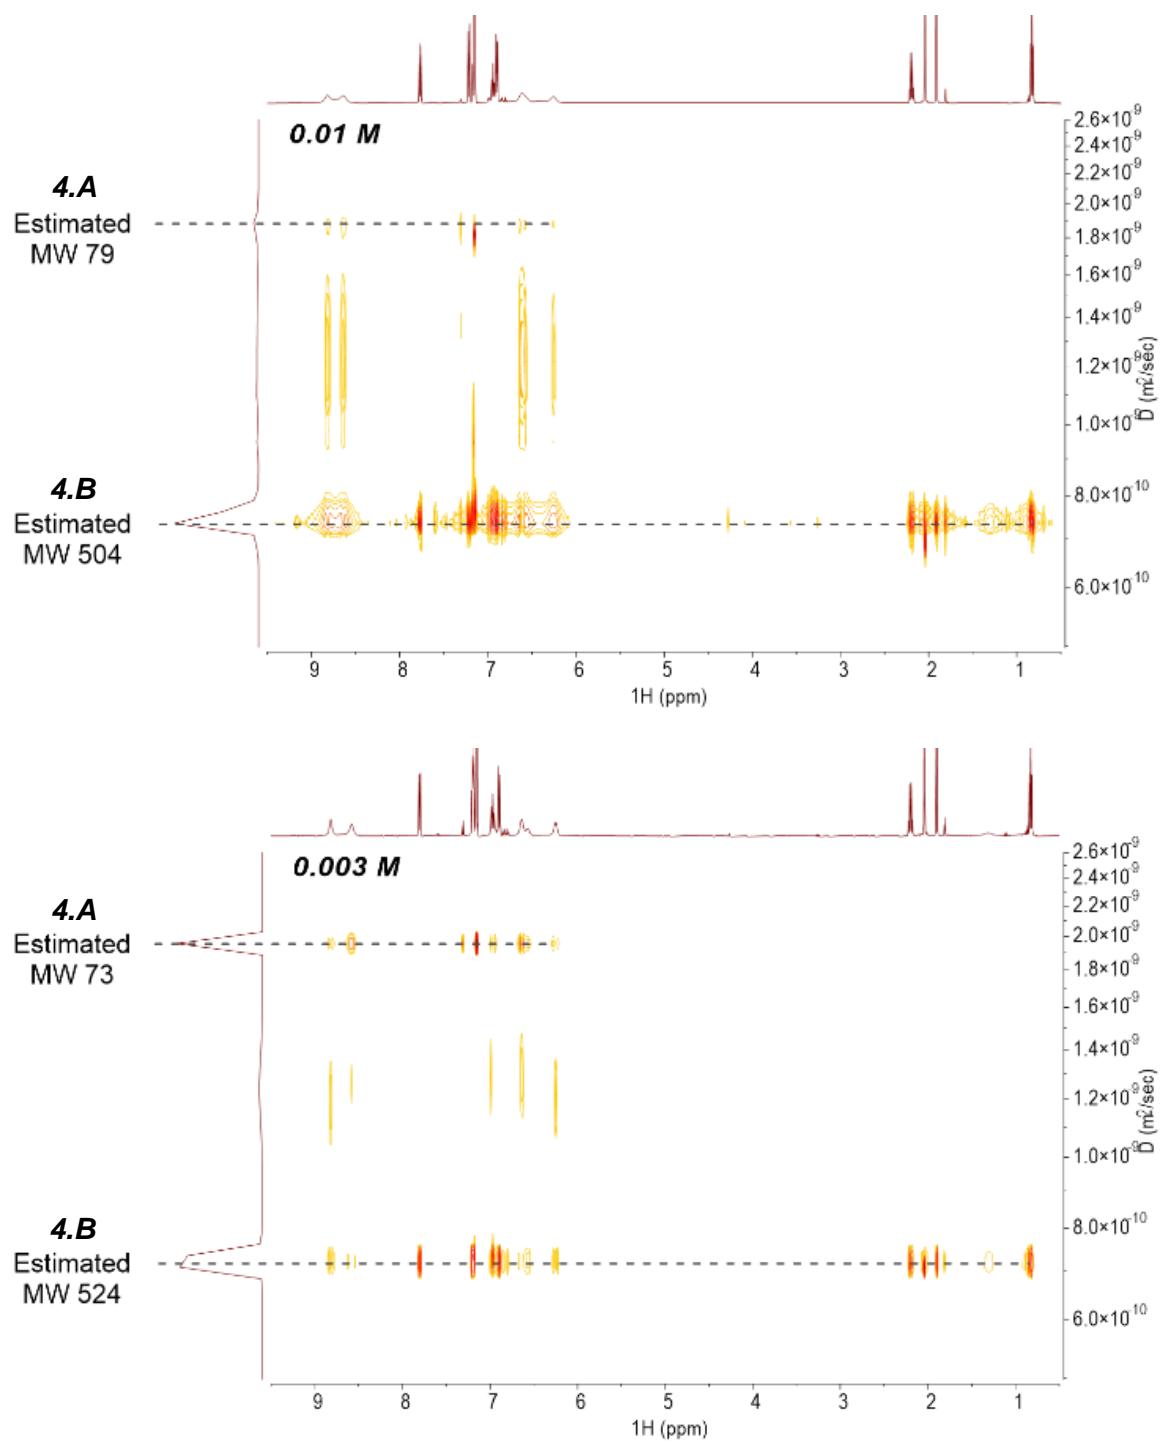 0.01 M
4.A
Estimated
MW 79
4.B
Estimated
MW 504
2.6×10⁻⁹
2.4×10⁻⁹
2.2×10⁻⁹
2.0×10⁻⁹
1.8×10⁻⁹
1.6×10⁻⁹
1.4×10⁻⁹
1.2×10⁻⁹
1.0×10⁻⁹
8.0×10⁻¹⁰
6.0×10⁻¹⁰
D (m2/sec)
9 8 7 6 5 4 3 2 1
1H (ppm)
0.003 M
4.A
Estimated
MW 73
4.B
Estimated
MW 524
2.6×10⁻⁹
2.4×10⁻⁹
2.2×10⁻⁹
2.0×10⁻⁹
1.8×10⁻⁹
1.6×10⁻⁹
1.4×10⁻⁹
1.2×10⁻⁹
1.0×10⁻⁹
8.0×10⁻¹⁰
6.0×10⁻¹⁰
D (m2/sec)
9 8 7 6 5 4 3 2 1
1H (ppm)